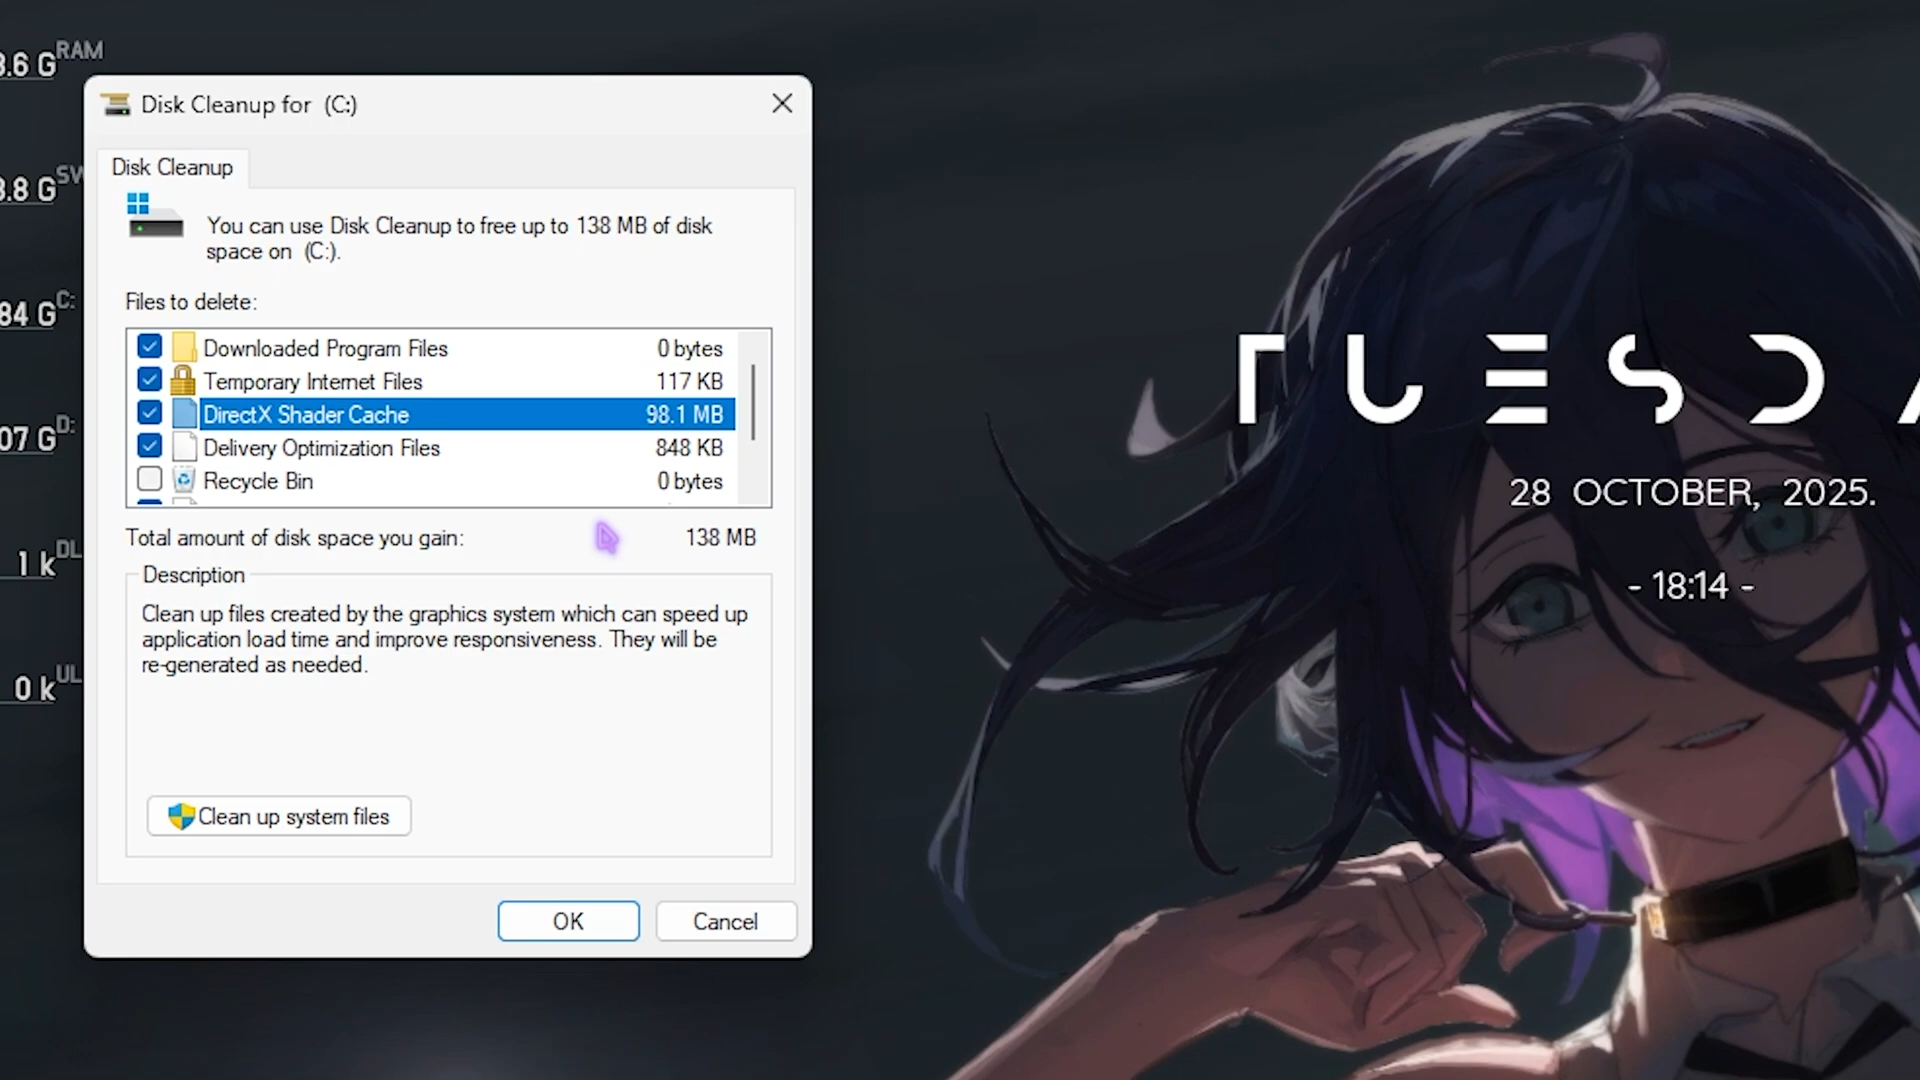 RAM
3.6 G
SW
3.8 G
C:
84 G
D:
07 G
DL
1 k
UL
0 k
Disk Cleanup for (C:)
Disk Cleanup
You can use Disk Cleanup to free up to 138 MB of disk
space on (C:).
Files to delete:
Downloaded Program Files 0 bytes
Temporary Internet Files 117 KB
DirectX Shader Cache 98.1 MB
Delivery Optimization Files 848 KB
Recycle Bin 0 bytes
Total amount of disk space you gain: 138 MB
Description
Clean up files created by the graphics system which can speed up
application load time and improve responsiveness. They will be
re-generated as needed.
Clean up system files
OK Cancel
TUESDA
28 OCTOBER, 2025.
- 18:14 -